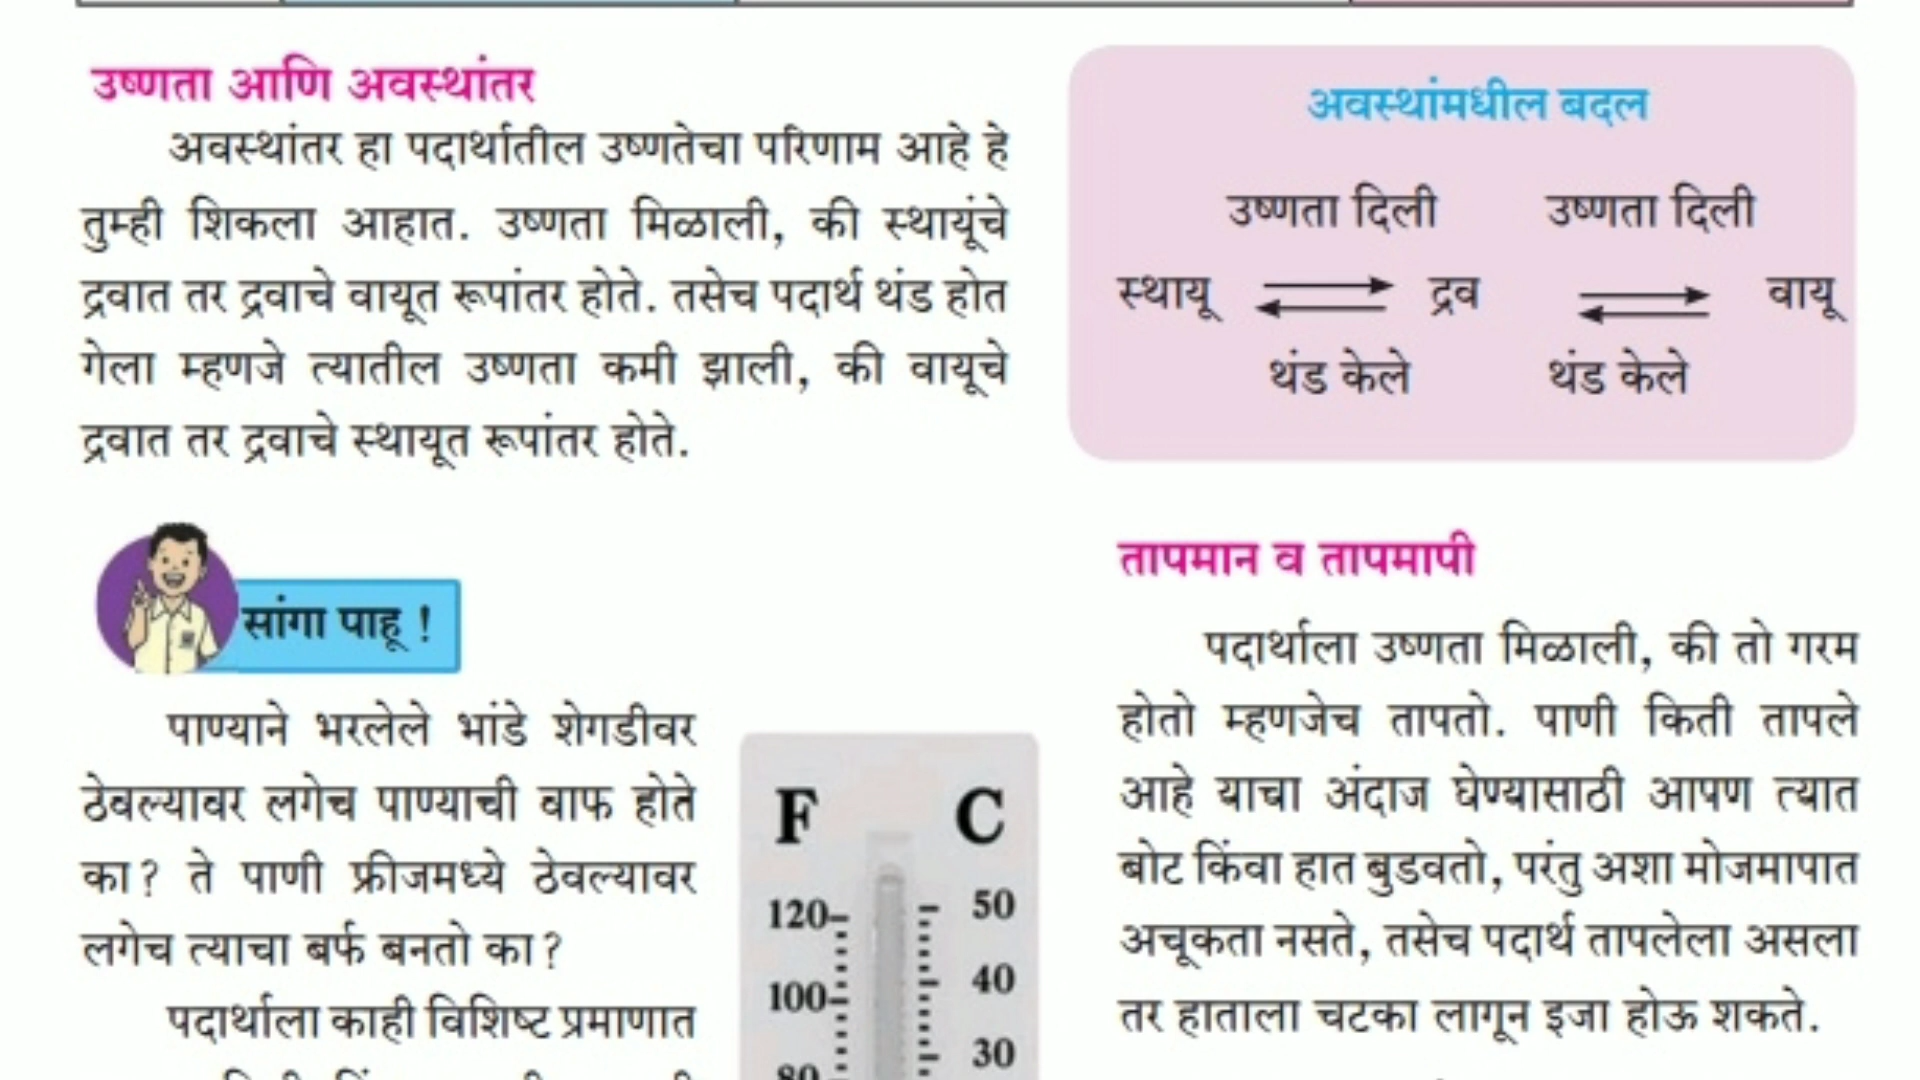 उष्णता आणि अवस्थांतर
अवस्थांतर हा पदार्थातील उष्णतेचा परिणाम आहे हे
तुम्ही शिकला आहात. उष्णता मिळाली, की स्थायूंचे
द्रवात तर द्रवाचे वायूत रूपांतर होते. तसेच पदार्थ थंड होत
गेला म्हणजे त्यातील उष्णता कमी झाली, की वायूचे
द्रवात तर द्रवाचे स्थायूत रूपांतर होते.
अवस्थांमधील बदल
उष्णता दिली उष्णता दिली
स्थायू द्रव वायू
थंड केले थंड केले
सांगा पाहू !
पाण्याने भरलेले भांडे शेगडीवर
ठेवल्यावर लगेच पाण्याची वाफ होते
का? ते पाणी फ्रीजमध्ये ठेवल्यावर
लगेच त्याचा बर्फ बनतो का?
पदार्थाला काही विशिष्ट प्रमाणात
F C
120 50
100 40
80 30
तापमान व तापमापी
पदार्थाला उष्णता मिळाली, की तो गरम
होतो म्हणजेच तापतो. पाणी किती तापले
आहे याचा अंदाज घेण्यासाठी आपण त्यात
बोट किंवा हात बुडवतो, परंतु अशा मोजमापात
अचूकता नसते, तसेच पदार्थ तापलेला असला
तर हाताला चटका लागून इजा होऊ शकते.